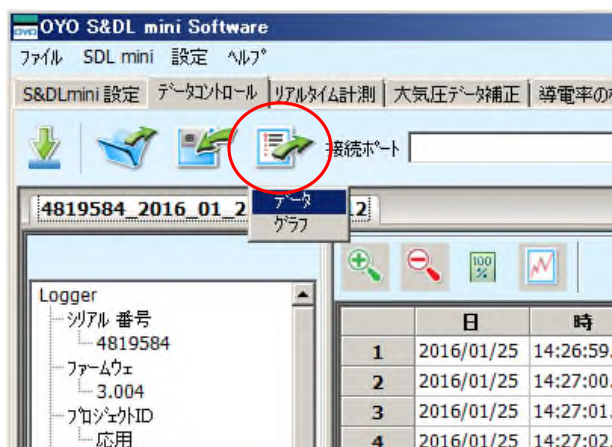 OYO S&DL mini Software
ファイル SDL mini 設定 ヘルプ
S&DLmini 設定 データコントロール リアルタイム計測 大気圧データ補正 導電率の
接続ポート
4819584_2016_01_2 12
データ
グラフ
100
%
Logger
シリアル 番号
4819584
ファームウェ
3.004
プロジェクトID
応用
日 時
1 2016/01/25 14:26:59.
2 2016/01/25 14:27:00.
3 2016/01/25 14:27:01.
4 2016/01/25 14:27:02.